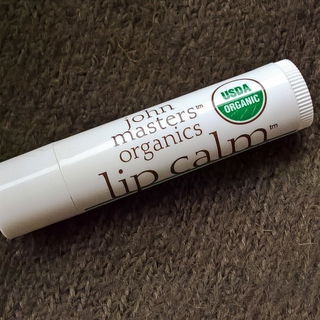 john
masters™
organics
lip calm™
USDA
ORGANIC